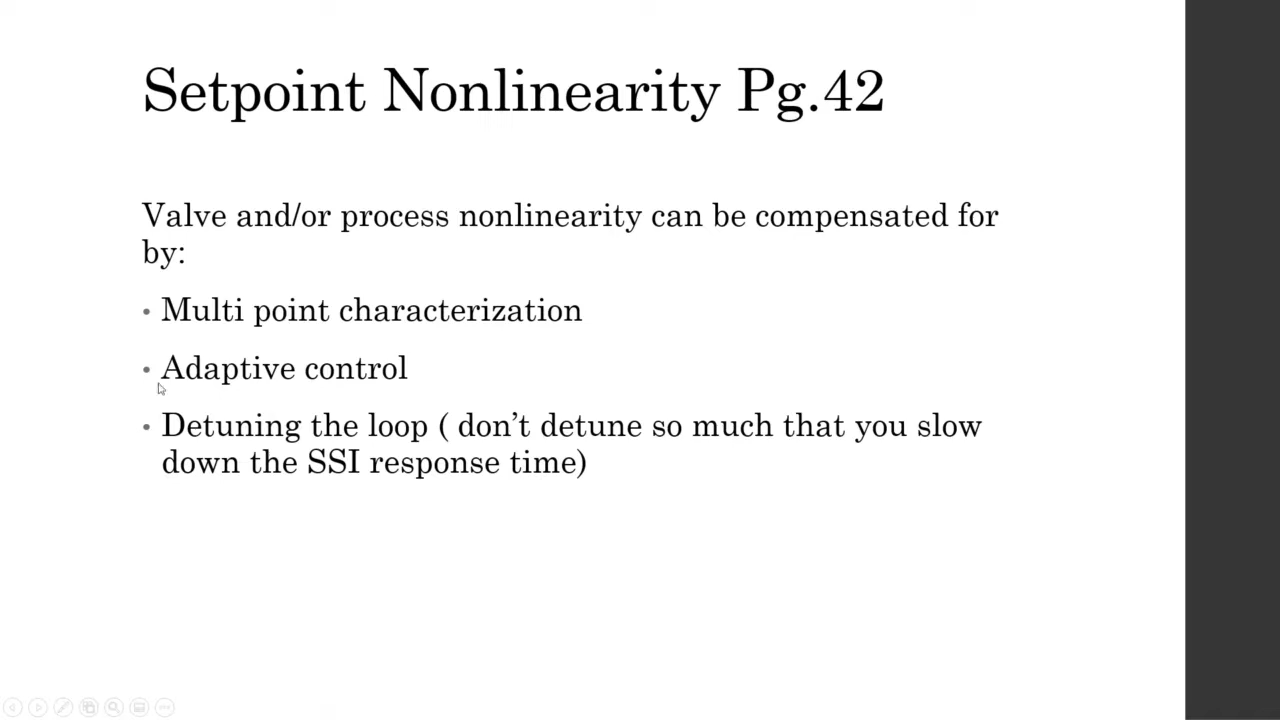 Setpoint Nonlinearity Pg.42
Valve and/or process nonlinearity can be compensated for
by:
• Multi point characterization
• Adaptive control
• Detuning the loop ( don’t detune so much that you slow
down the SSI response time)